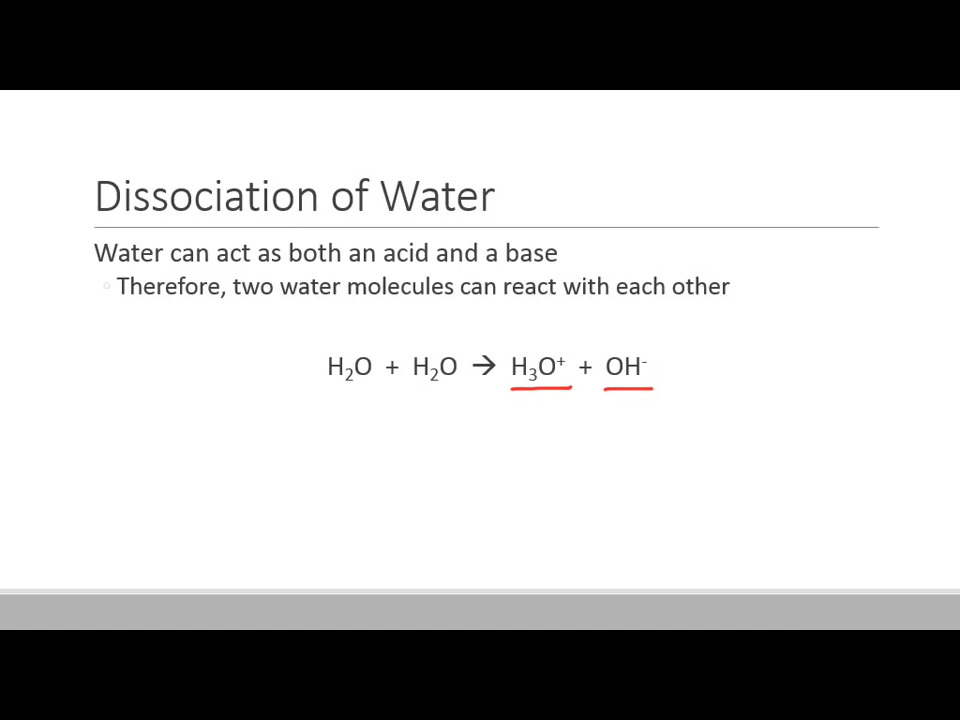 Dissociation of Water
Water can act as both an acid and a base
◦ Therefore, two water molecules can react with each other
H₂O + H₂O → H₃O⁺ + OH⁻